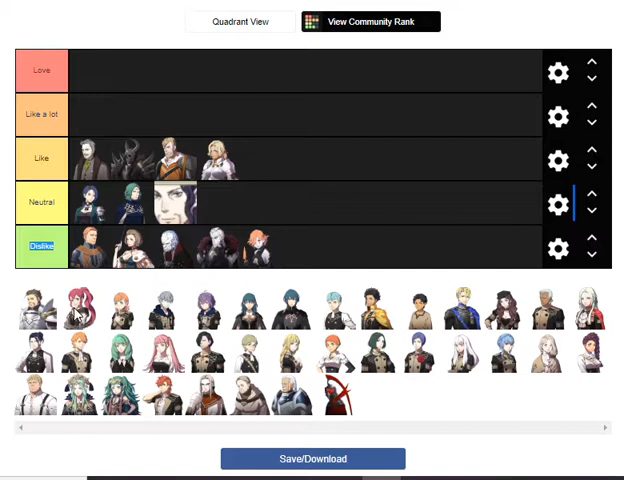 Quadrant View
View Community Rank
Love
Like a lot
Like
Neutral
Dislike
Save/Download